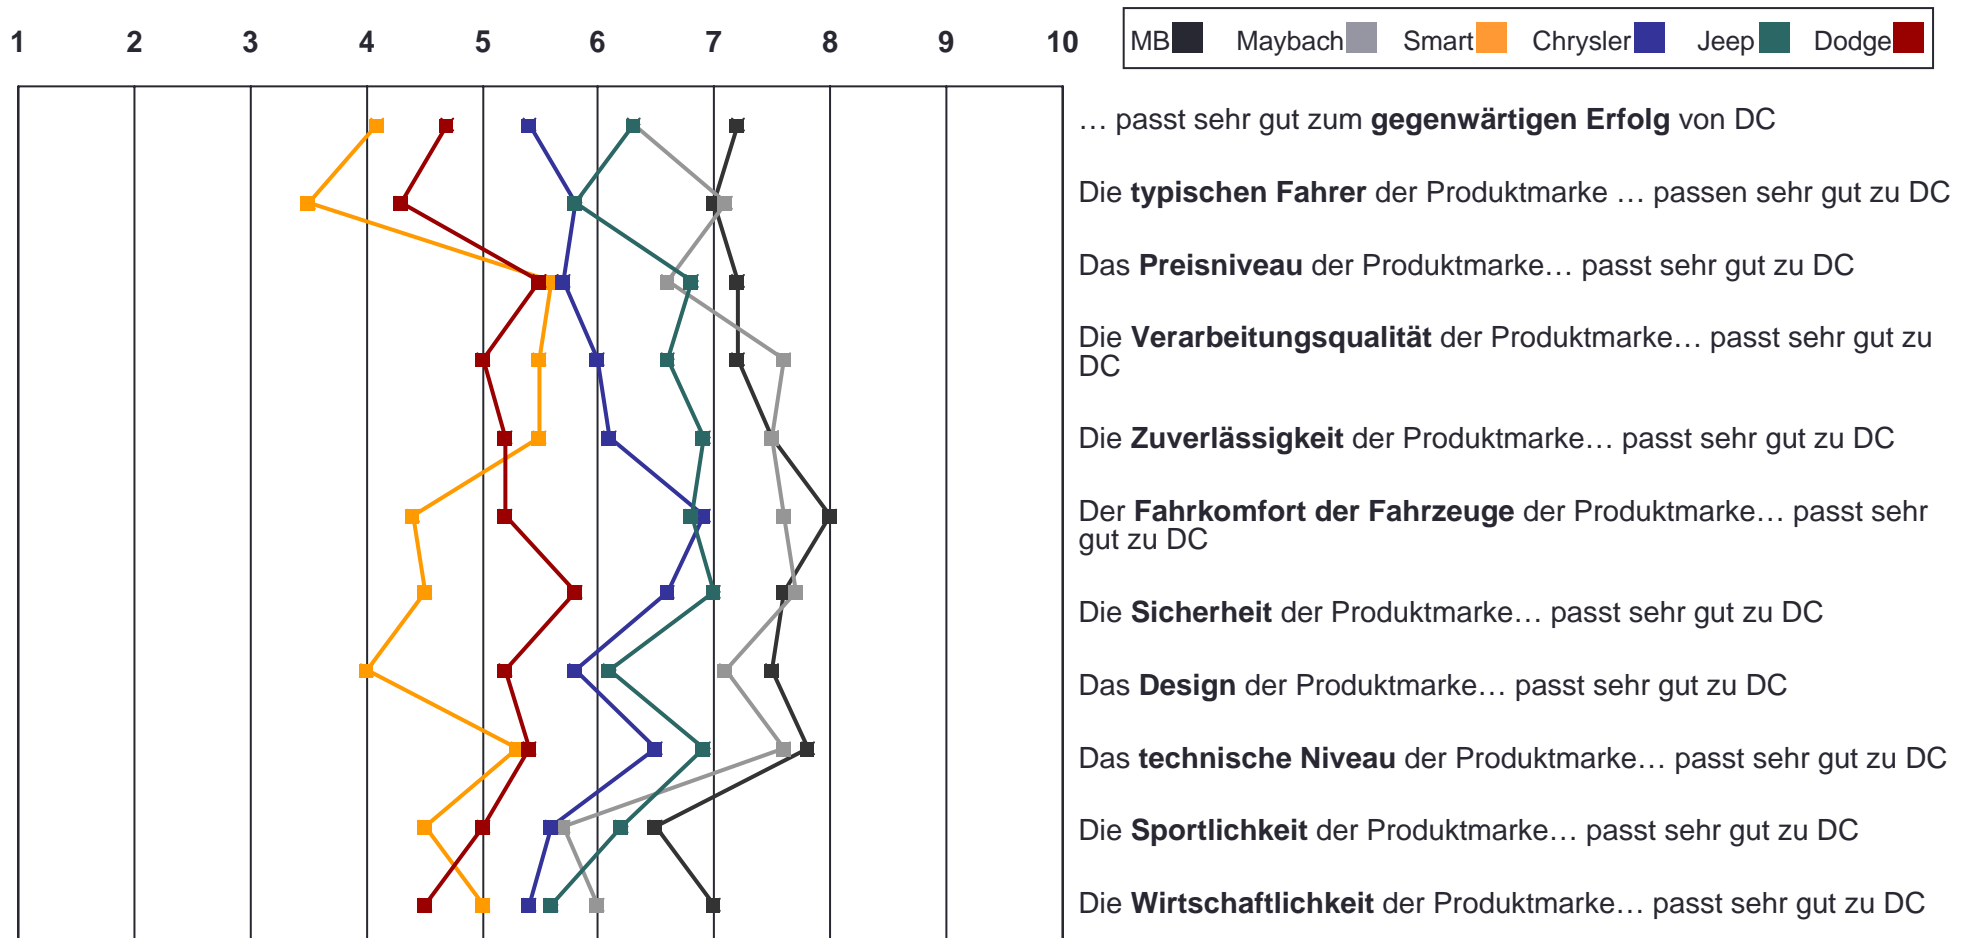 1 2 3 4 5 6 7 8 9 10
MB Maybach Smart Chrysler Jeep Dodge
… passt sehr gut zum gegenwärtigen Erfolg von DC
Die typischen Fahrer der Produktmarke … passen sehr gut zu DC
Das Preisniveau der Produktmarke… passt sehr gut zu DC
Die Verarbeitungsqualität der Produktmarke… passt sehr gut zu
DC
Die Zuverlässigkeit der Produktmarke… passt sehr gut zu DC
Der Fahrkomfort der Fahrzeuge der Produktmarke… passt sehr
gut zu DC
Die Sicherheit der Produktmarke… passt sehr gut zu DC
Das Design der Produktmarke… passt sehr gut zu DC
Das technische Niveau der Produktmarke… passt sehr gut zu DC
Die Sportlichkeit der Produktmarke… passt sehr gut zu DC
Die Wirtschaftlichkeit der Produktmarke… passt sehr gut zu DC